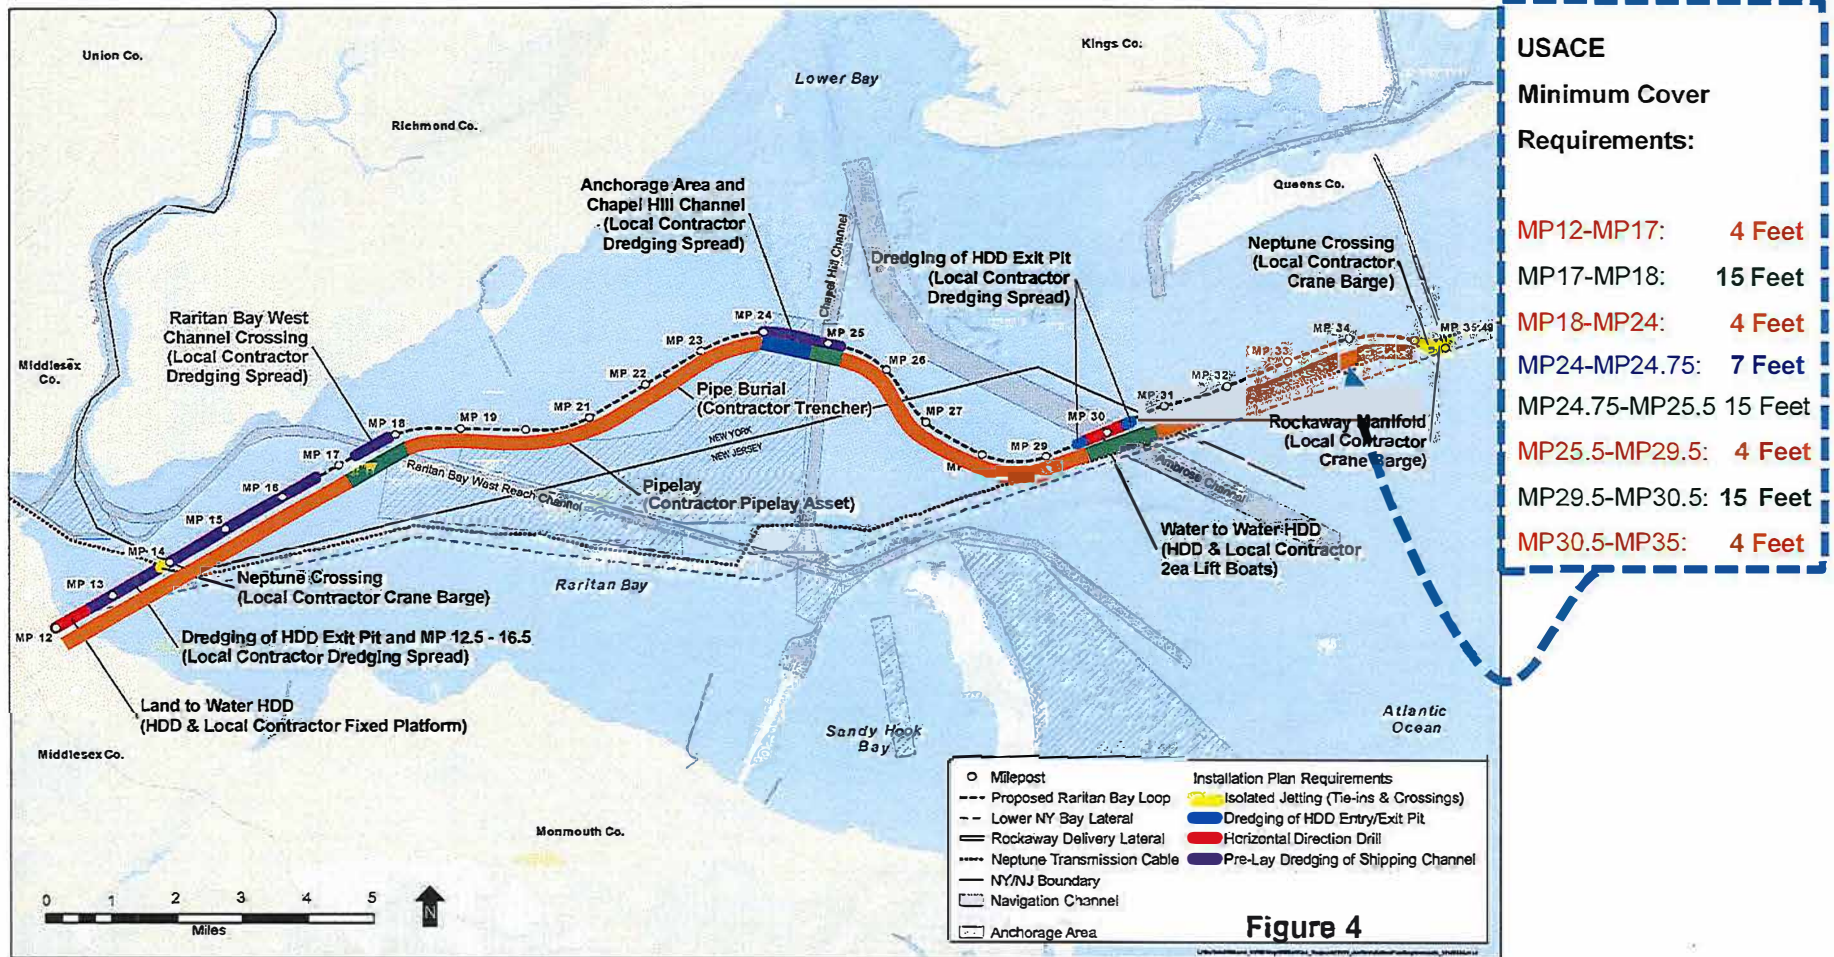 Union Co.
Richmond Co.
Lower Bay
Kings Co.
Queens Co.
Anchorage Area and
Chapel Hill Channel
(Local Contractor
Dredging Spread)
Chapel Hill Channel
Dredging of HDD Exit Pit
(Local Contractor
Dredging Spread)
Neptune Crossing
(Local Contractor
Crane Barge)
Raritan Bay West
Channel Crossing
(Local Contractor
Dredging Spread)
Middlesex
Co.
MP 24
MP 25
MP 23
MP 26
MP 22
MP 21
MP 19
MP 18
MP 17
MP 16
MP 15
MP 14
MP 13
MP 12
MP 27
MP 29
MP 30
MP 31
MP 32
MP 33
MP 34
MP 35.49
Pipe Burial
(Contractor Trencher)
NEW YORK
NEW JERSEY
Raritan Bay West Reach Channel
Pipelay
(Contractor Pipelay Asset)
Rockaway Manifold
(Local Contractor
Crane Barge)
Ambrose Channel
Water to Water HDD
(HDD & Local Contractor
2ea Lift Boats)
Neptune Crossing
(Local Contractor Crane Barge)
Raritan Bay
Dredging of HDD Exit Pit and MP 12.5 - 16.5
(Local Contractor Dredging Spread)
Land to Water HDD
(HDD & Local Contractor Fixed Platform)
Middlesex Co.
Monmouth Co.
Sandy Hook
Bay
Atlantic
Ocean
0 1 2 3 4 5
Miles
N
Milepost
Proposed Raritan Bay Loop
Lower NY Bay Lateral
Rockaway Delivery Lateral
Neptune Transmission Cable
NY/NJ Boundary
Navigation Channel
Anchorage Area
Installation Plan Requirements
Isolated Jetting (Tie-ins & Crossings)
Dredging of HDD Entry/Exit Pit
Horizontal Direction Drill
Pre-Lay Dredging of Shipping Channel
Figure 4
USACE
Minimum Cover
Requirements:
MP12-MP17: 4 Feet
MP17-MP18: 15 Feet
MP18-MP24: 4 Feet
MP24-MP24.75: 7 Feet
MP24.75-MP25.5 15 Feet
MP25.5-MP29.5: 4 Feet
MP29.5-MP30.5: 15 Feet
MP30.5-MP35: 4 Feet